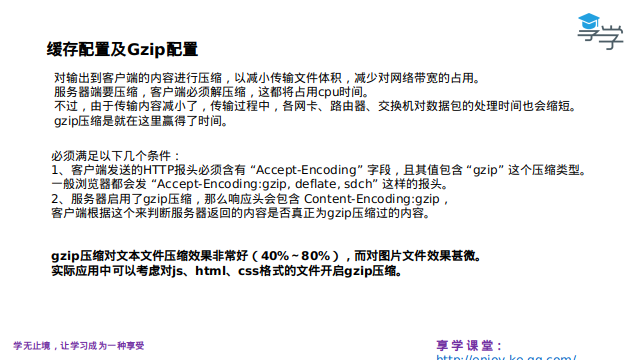 享学
缓存配置及Gzip配置
对输出到客户端的内容进行压缩，以减小传输文件体积，减少对网络带宽的占用。
服务器端要压缩，客户端必须解压缩，这都将占用cpu时间。
不过，由于传输内容减小了，传输过程中，各网卡、路由器、交换机对数据包的处理时间也会缩短。
gzip压缩是就在这里赢得了时间。
必须满足以下几个条件：
1、客户端发送的HTTP报头必须含有 “Accept-Encoding” 字段，且其值包含 “gzip” 这个压缩类型。
一般浏览器都会发 “Accept-Encoding:gzip, deflate, sdch” 这样的报头。
2、服务器启用了gzip压缩，那么响应头会包含 Content-Encoding:gzip，
客户端根据这个来判断服务器返回的内容是否真正为gzip压缩过的内容。
gzip压缩对文本文件压缩效果非常好（40%～80%），而对图片文件效果甚微。
实际应用中可以考虑对js、html、css格式的文件开启gzip压缩。
学无止境，让学习成为一种享受
享学课堂：
http://enjoy.ke.qq.com/